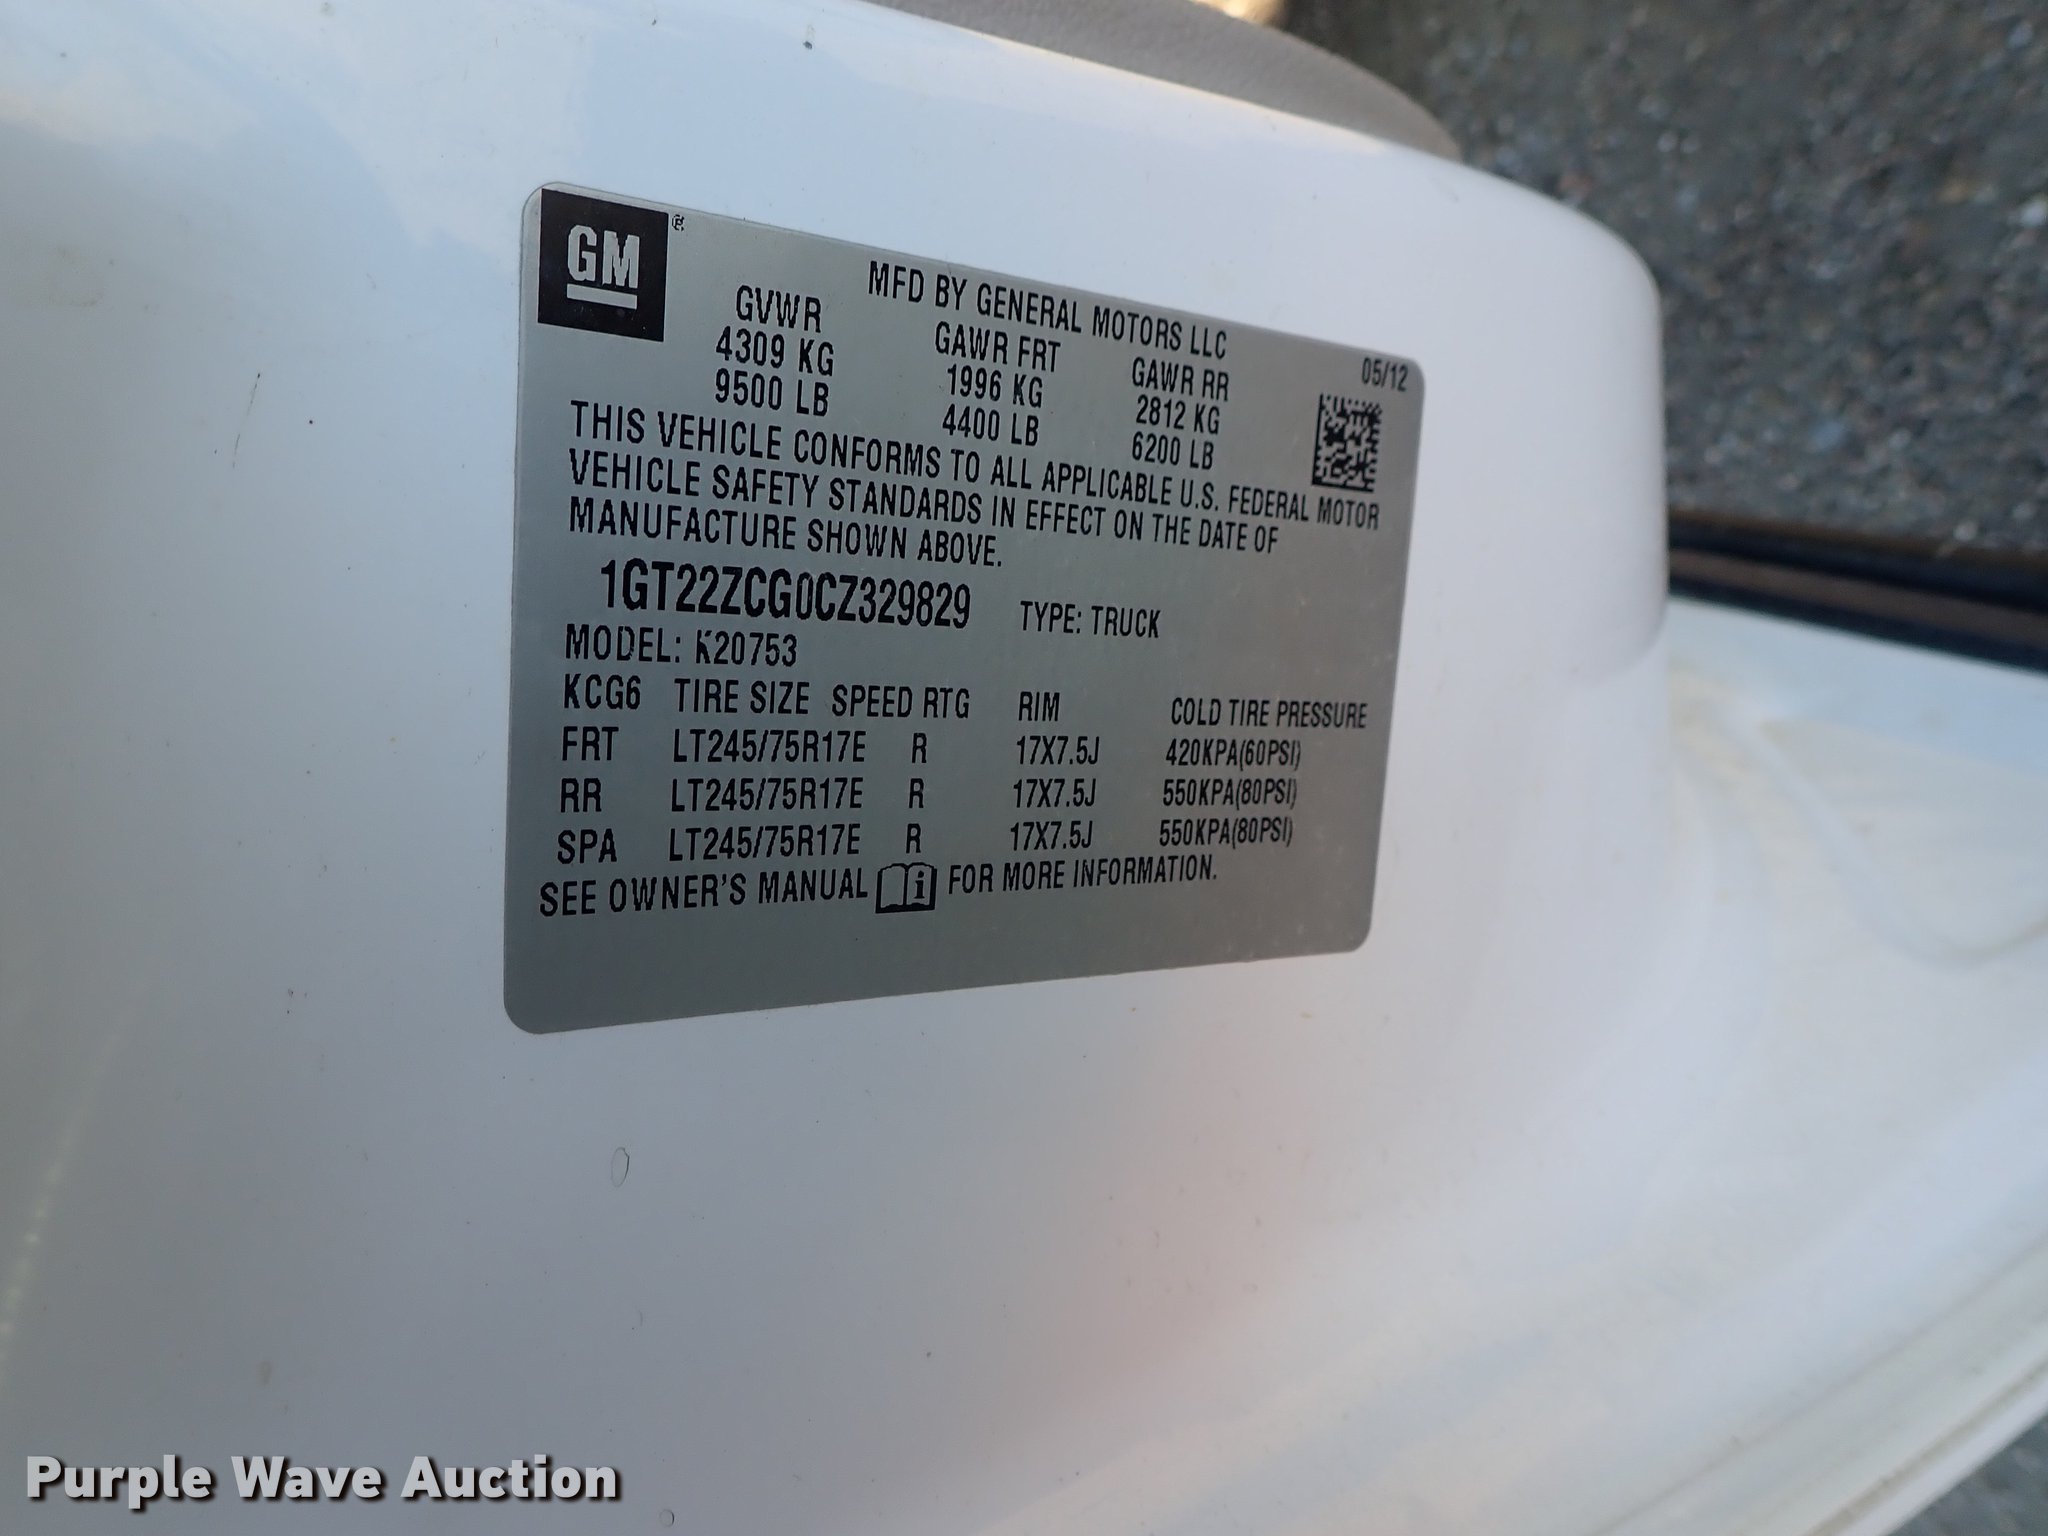 GM ®
MFD BY GENERAL MOTORS LLC
GVWR GAWR FRT GAWR RR 05/12
4309 KG 1996 KG 2812 KG
9500 LB 4400 LB 6200 LB
THIS VEHICLE CONFORMS TO ALL APPLICABLE U.S. FEDERAL MOTOR
VEHICLE SAFETY STANDARDS IN EFFECT ON THE DATE OF
MANUFACTURE SHOWN ABOVE.
1GT22ZCG0CZ329829 TYPE: TRUCK
MODEL: K20753
KCG6 TIRE SIZE SPEED RTG RIM COLD TIRE PRESSURE
FRT LT245/75R17E R 17X7.5J 420KPA(60PSI)
RR LT245/75R17E R 17X7.5J 550KPA(80PSI)
SPA LT245/75R17E R 17X7.5J 550KPA(80PSI)
SEE OWNER'S MANUAL i FOR MORE INFORMATION.
Purple Wave Auction